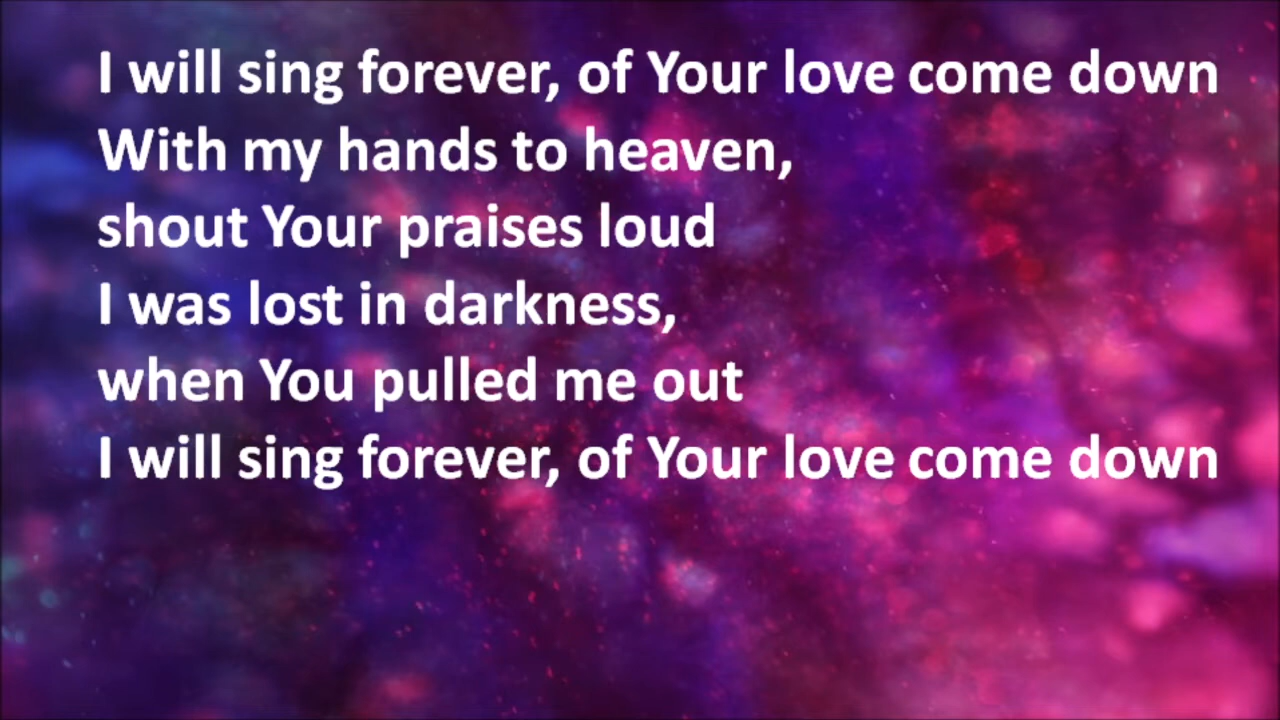 I will sing forever, of Your love come down
With my hands to heaven,
shout Your praises loud
I was lost in darkness,
when You pulled me out
I will sing forever, of Your love come down